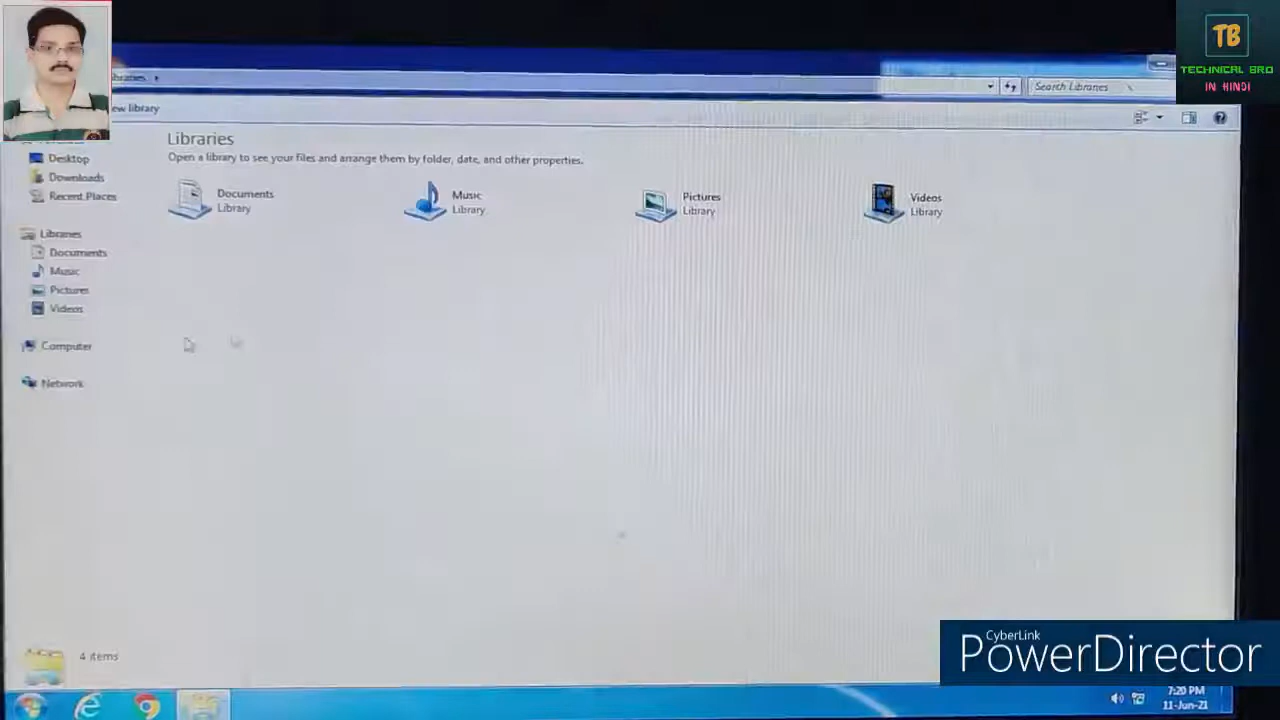 TB
TECHNICAL BRO
IN HINDI
Search Libraries
ew library
Libraries
Open a library to see your files and arrange them by folder, date, and other properties.
Desktop
Downloads
Recent Places
Libraries
Documents
Music
Pictures
Videos
Computer
Network
Documents
Library
Music
Library
Pictures
Library
Videos
Library
4 items
CyberLink
PowerDirector
7:20 PM
11-Jun-21